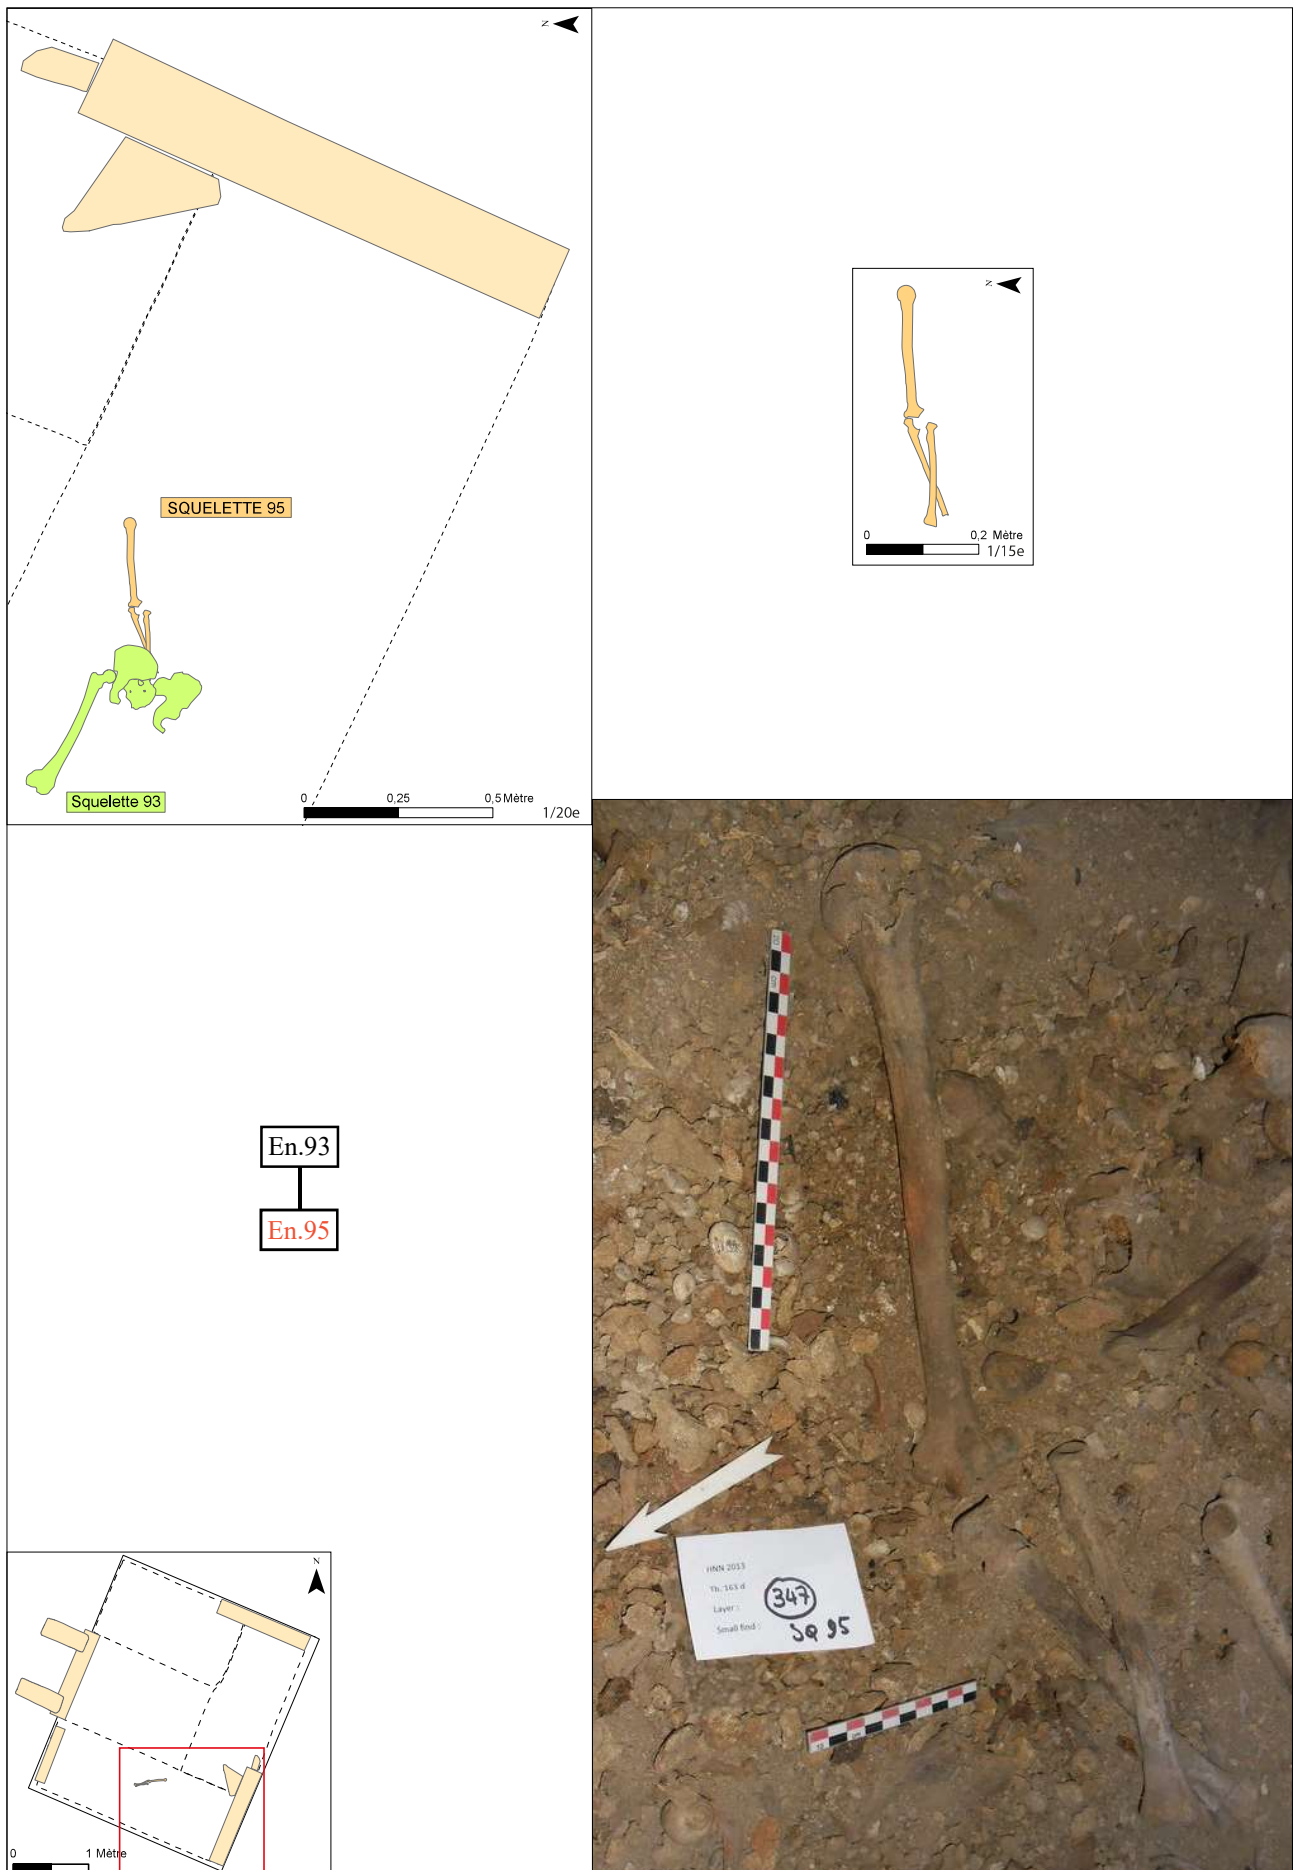 N
SQUELETTE 95
Squelette 93
0 0,25 0,5 Mètre
1/20e
N
0 0,2 Mètre
1/15e
En.93
En.95
N
0 1 Mètre
HNN 2013
Tb. 163 d
Layer : 347
Small find : SQ 95